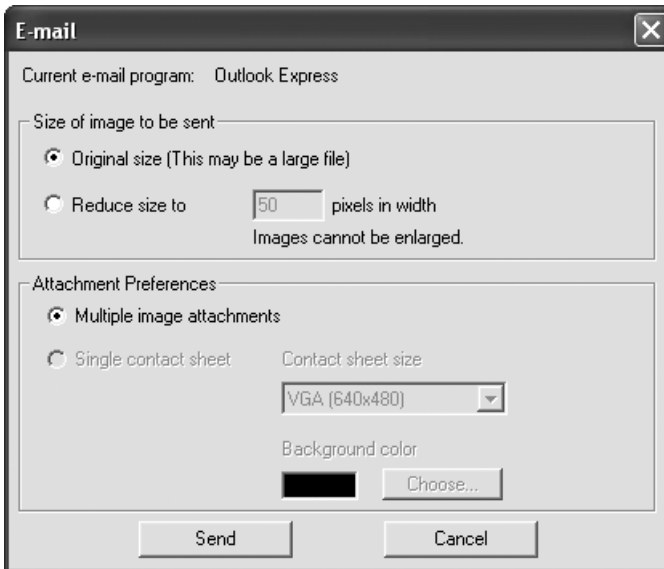 E-mail
Current e-mail program: Outlook Express
Size of image to be sent
Original size (This may be a large file)
Reduce size to 50 pixels in width
Images cannot be enlarged.
Attachment Preferences
Multiple image attachments
Single contact sheet Contact sheet size
VGA (640x480)
Background color
Choose...
Send Cancel